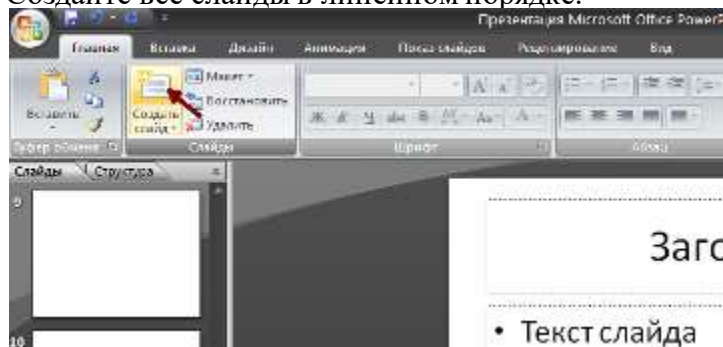 Создайте все слайды в линейном порядке.
Презентация Microsoft Office PowerP
Главная Вставка Дизайн Анимация Показ слайдов Рецензирование Вид
Вставить
Создать слайд
Макет
Восстановить
Удалить
Ж К Ч abc
Буфер обмена Слайды Шрифт Абзац
Слайды Структура
9
Заго
• Текст слайда
10